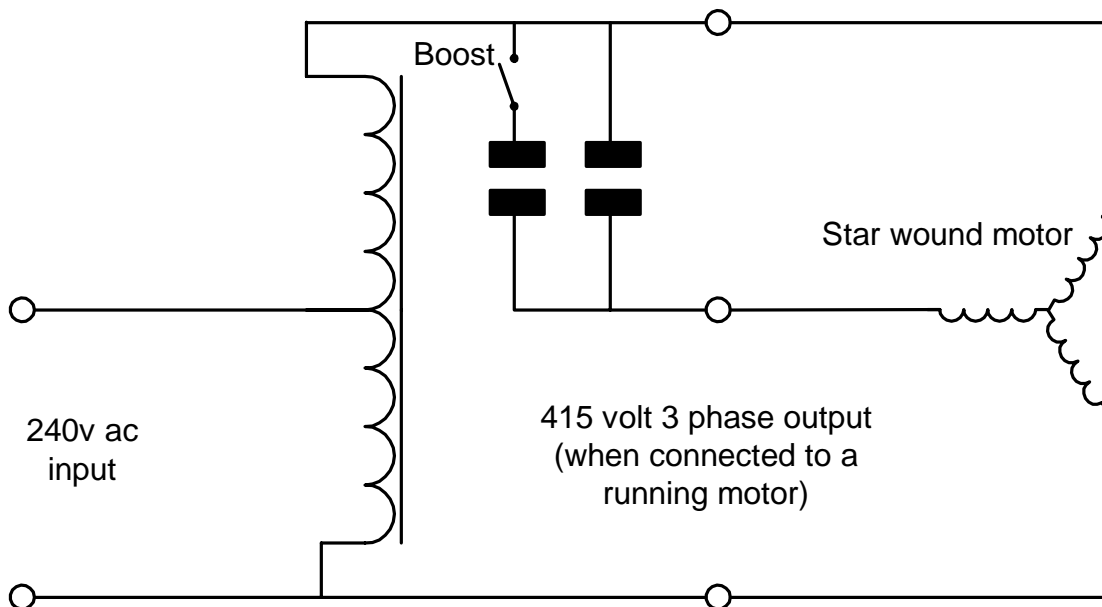 Boost
Star wound motor
240v ac
input
415 volt 3 phase output
(when connected to a
running motor)